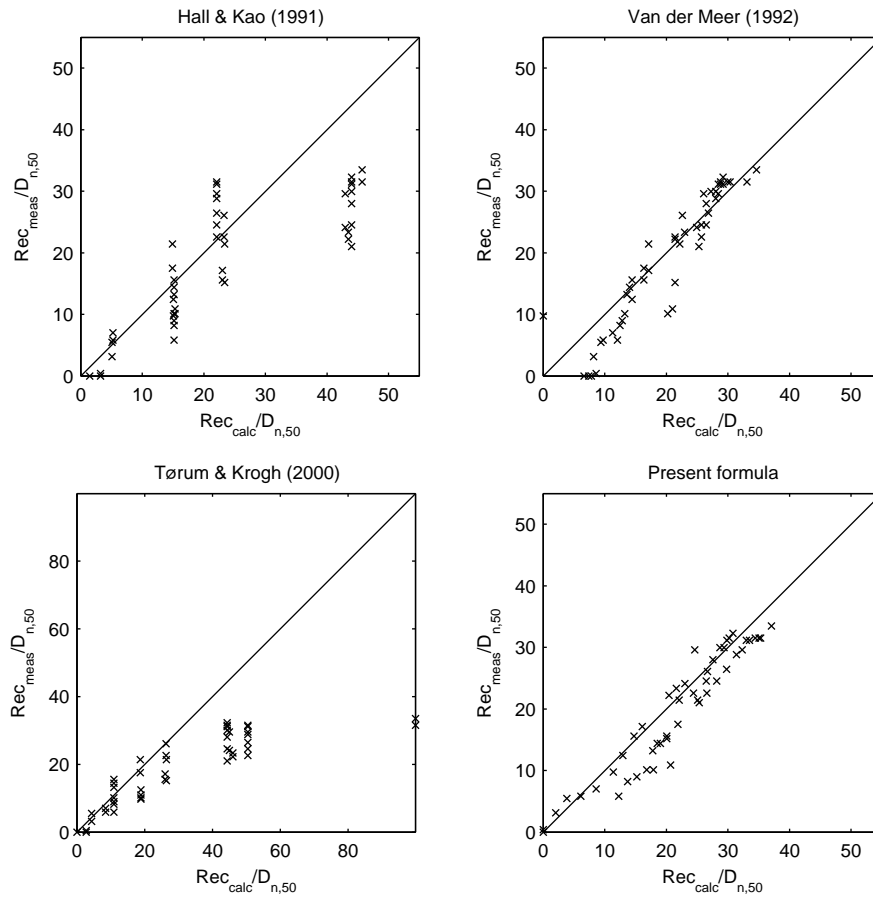 Hall & Kao (1991)
50
40
30
20
10
0
Rec_meas/D_n,50
0 10 20 30 40 50
Rec_calc/D_n,50
Van der Meer (1992)
50
40
30
20
10
0
Rec_meas/D_n,50
0 10 20 30 40 50
Rec_calc/D_n,50
Tørum & Krogh (2000)
80
60
40
20
0
Rec_meas/D_n,50
0 20 40 60 80
Rec_calc/D_n,50
Present formula
50
40
30
20
10
0
Rec_meas/D_n,50
0 10 20 30 40 50
Rec_calc/D_n,50